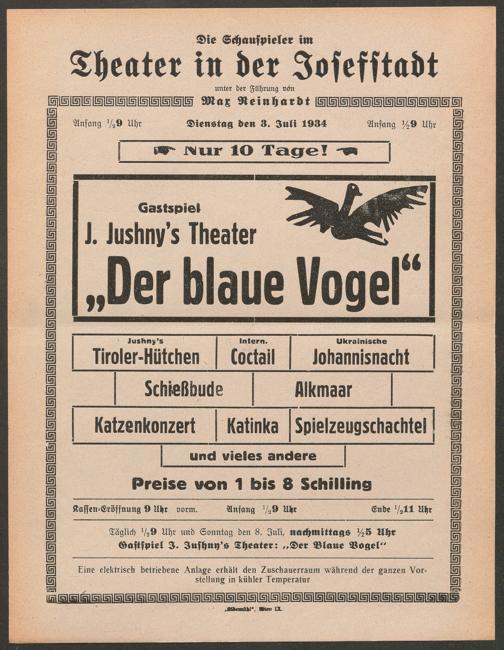 Die Schauspieler im
Theater in der Josefstadt
unter der Führung von
Max Reinhardt
Anfang ½9 Uhr Dienstag den 3. Juli 1934 Anfang ½9 Uhr
Nur 10 Tage!
Gastspiel
J. Jushny's Theater
„Der blaue Vogel“
Jushny's Intern. Ukrainische
Tiroler-Hütchen Coctail Johannisnacht
Schießbude Alkmaar
Katzenkonzert Katinka Spielzeugschachtel
und vieles andere
Preise von 1 bis 8 Schilling
Kassen-Eröffnung 9 Uhr vorm. Anfang ½9 Uhr Ende ½11 Uhr
Täglich ½9 Uhr und Sonntag den 8. Juli, nachmittags ½5 Uhr
Gastspiel J. Jushny's Theater: „Der Blaue Vogel“
Eine elektrisch betriebene Anlage erhält den Zuschauerraum während der ganzen Vor-
stellung in kühler Temperatur
Wien IX.